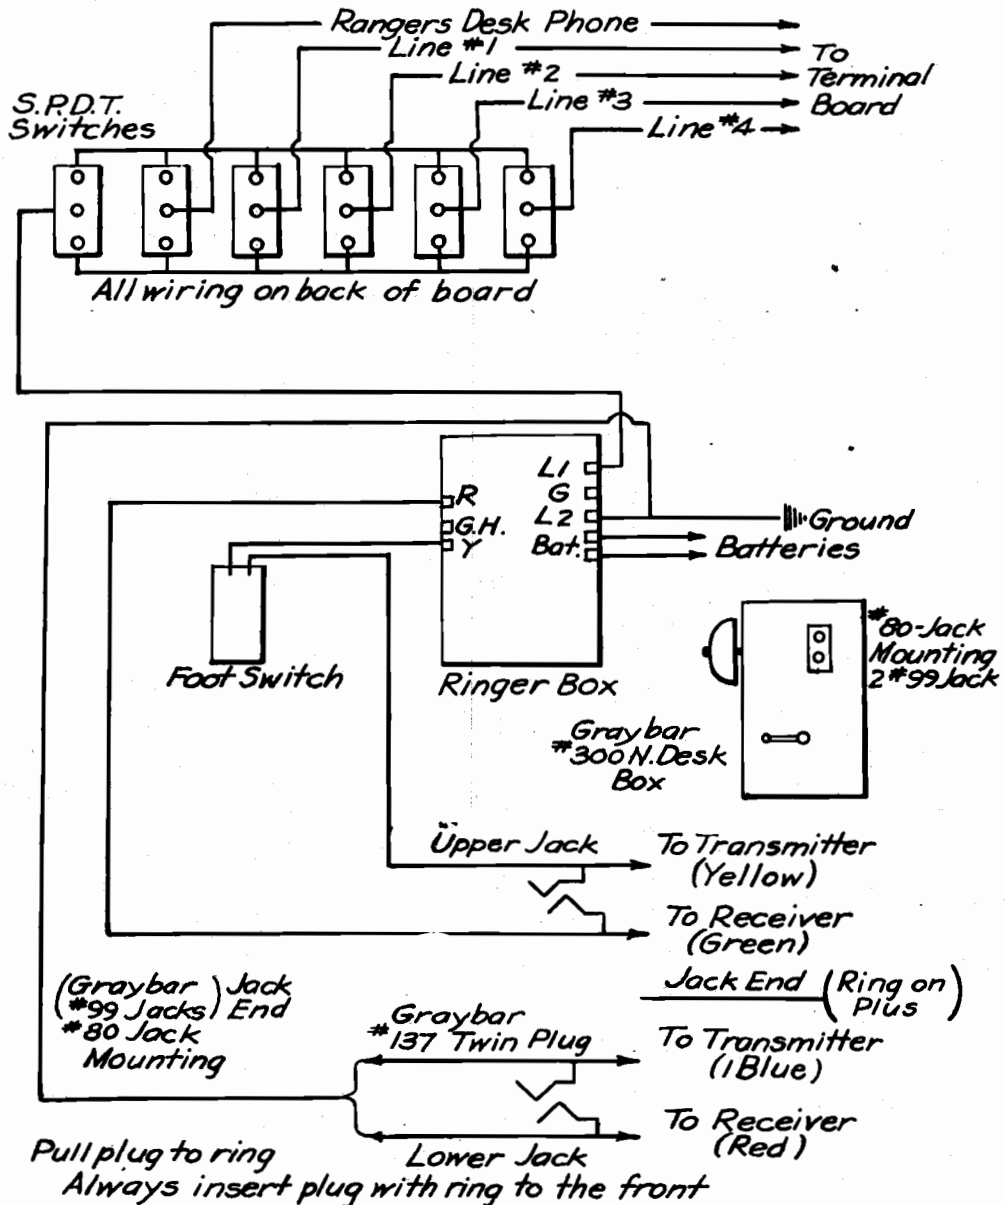 Rangers Desk Phone
Line #1
Line #2
Line #3
Line #4
To
Terminal
Board
S.P.D.T.
Switches
All wiring on back of board
L1
G
L2
Bat.
R
G.H.
Y
Ground
Batteries
Foot Switch
Ringer Box
#80-Jack
Mounting
2 #99 Jack
Graybar
#300 N. Desk
Box
Upper Jack
To Transmitter
(Yellow)
To Receiver
(Green)
Jack End (Ring on
Plus)
(Graybar ) Jack
(#99 Jacks) End
#80 Jack
Mounting
Graybar
#137 Twin Plug
To Transmitter
(1 Blue)
To Receiver
(Red)
Lower Jack
Pull plug to ring
Always insert plug with ring to the front